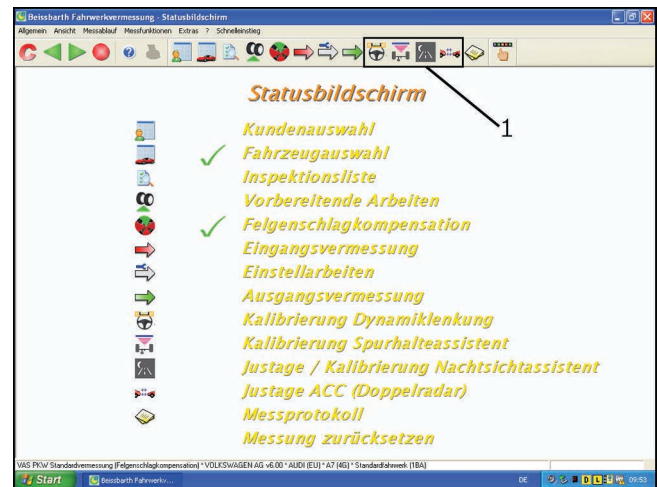 Beissbarth Fahrwerkvermessung - Statusbildschirm
Allgemein Ansicht Messablauf Messfunktionen Extras ? Schnelleinstieg
1
Statusbildschirm
Kundenauswahl
Fahrzeugauswahl
Inspektionsliste
Vorbereitende Arbeiten
Felgenschlagkompensation
Eingangsvermessung
Einstellarbeiten
Ausgangsvermessung
Kalibrierung Dynamiklenkung
Kalibrierung Spurhalteassistent
Justage / Kalibrierung Nachtsichtassistent
Justage ACC (Doppelradar)
Messprotokoll
Messung zurücksetzen
VAS PKW Standardvermessung (Felgenschlagkompensation) * VOLKSWAGEN AG v6.00 * AUDI (EU) * A7 (4G) * Standardfahrwerk (1BA)
Start Beissbarth Fahrwerkv... DE 09:53